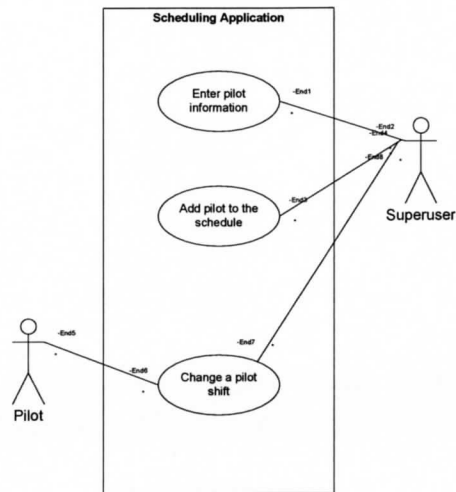 Scheduling Application
Enter pilot
information
-End1
*
-End2
-End4
*
-End8
*
Superuser
Add pilot to the
schedule
-End3
*
-End5
*
Pilot
-End6
*
-End7
*
Change a pilot
shift